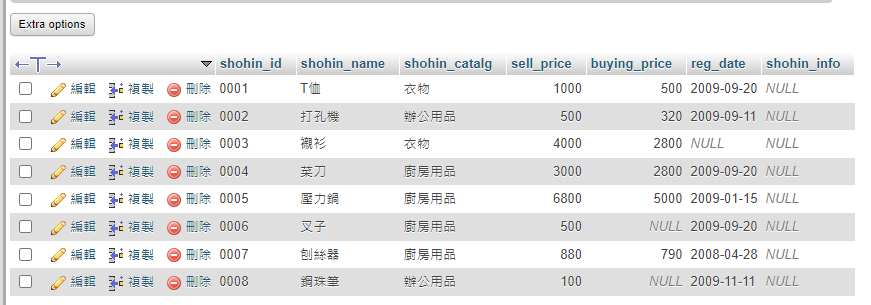 Extra options
←T→ shohin_id shohin_name shohin_catalg sell_price buying_price reg_date shohin_info
編輯 複製 刪除 0001 T恤 衣物 1000 500 2009-09-20 NULL
編輯 複製 刪除 0002 打孔機 辦公用品 500 320 2009-09-11 NULL
編輯 複製 刪除 0003 襯衫 衣物 4000 2800 NULL NULL
編輯 複製 刪除 0004 菜刀 廚房用品 3000 2800 2009-09-20 NULL
編輯 複製 刪除 0005 壓力鍋 廚房用品 6800 5000 2009-01-15 NULL
編輯 複製 刪除 0006 叉子 廚房用品 500 NULL 2009-09-20 NULL
編輯 複製 刪除 0007 刨絲器 廚房用品 880 790 2008-04-28 NULL
編輯 複製 刪除 0008 鋼珠筆 辦公用品 100 NULL 2009-11-11 NULL